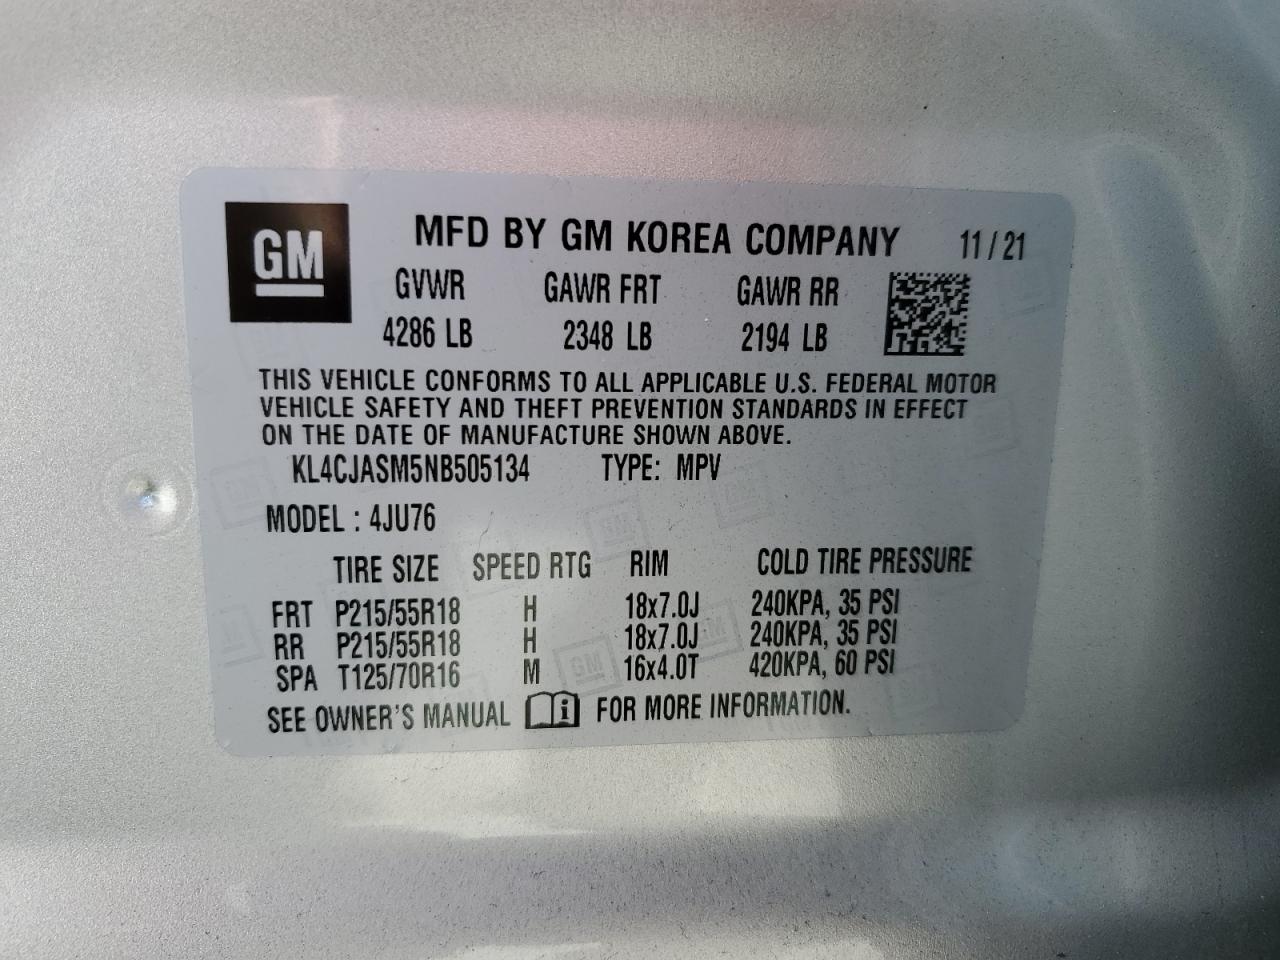 GM
MFD BY GM KOREA COMPANY 11/21
GVWR GAWR FRT GAWR RR
4286 LB 2348 LB 2194 LB
THIS VEHICLE CONFORMS TO ALL APPLICABLE U.S. FEDERAL MOTOR
VEHICLE SAFETY AND THEFT PREVENTION STANDARDS IN EFFECT
ON THE DATE OF MANUFACTURE SHOWN ABOVE.
KL4CJASM5NB505134 TYPE: MPV
MODEL : 4JU76
TIRE SIZE SPEED RTG RIM COLD TIRE PRESSURE
FRT P215/55R18 H 18x7.0J 240KPA, 35 PSI
RR P215/55R18 H 18x7.0J 240KPA, 35 PSI
SPA T125/70R16 M 16x4.0T 420KPA, 60 PSI
SEE OWNER'S MANUAL i FOR MORE INFORMATION.